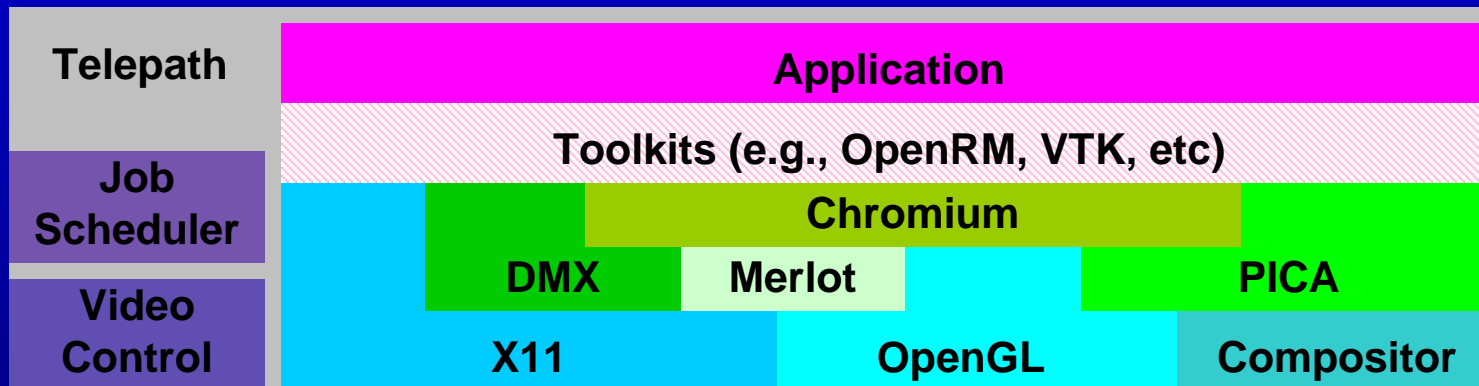 Telepath
Application
Toolkits (e.g., OpenRM, VTK, etc)
Job
Scheduler
Chromium
DMX
Merlot
PICA
Video
Control
X11
OpenGL
Compositor